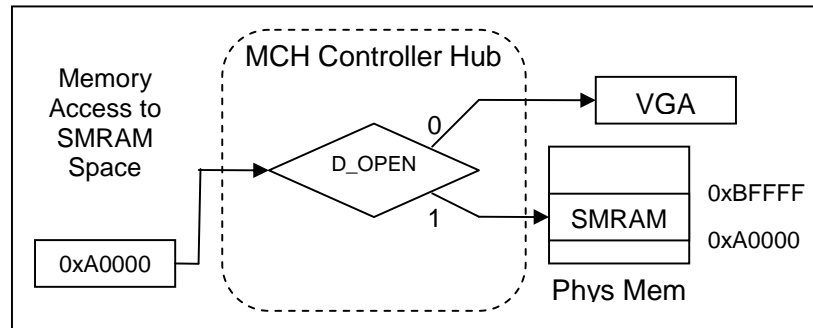 MCH Controller Hub
Memory
Access to
SMRAM
Space
0xA0000
D_OPEN
0
1
VGA
SMRAM
0xBFFFF
0xA0000
Phys Mem